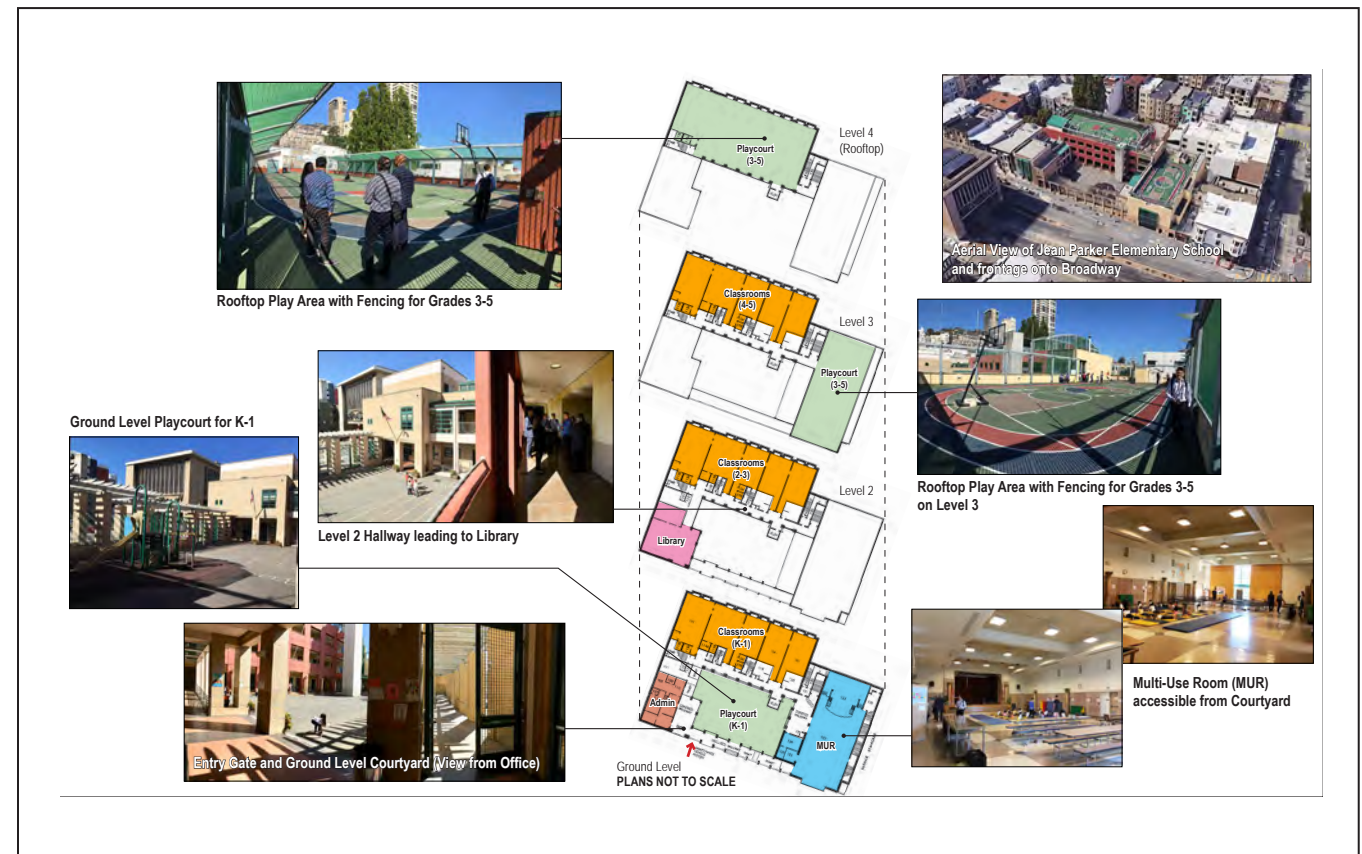 Level 4
(Rooftop)
Playcourt
(3-5)
Aerial View of Jean Parker Elementary School
and frontage onto Broadway
Rooftop Play Area with Fencing for Grades 3-5
Classrooms
(4-5)
Level 3
Playcourt
(3-5)
Ground Level Playcourt for K-1
Level 2 Hallway leading to Library
Classrooms
(2-3)
Level 2
Library
Rooftop Play Area with Fencing for Grades 3-5
on Level 3
Classrooms
(K-1)
Admin
Playcourt
(K-1)
MUR
Multi-Use Room (MUR)
accessible from Courtyard
Entry Gate and Ground Level Courtyard (View from Office)
Ground Level
PLANS NOT TO SCALE